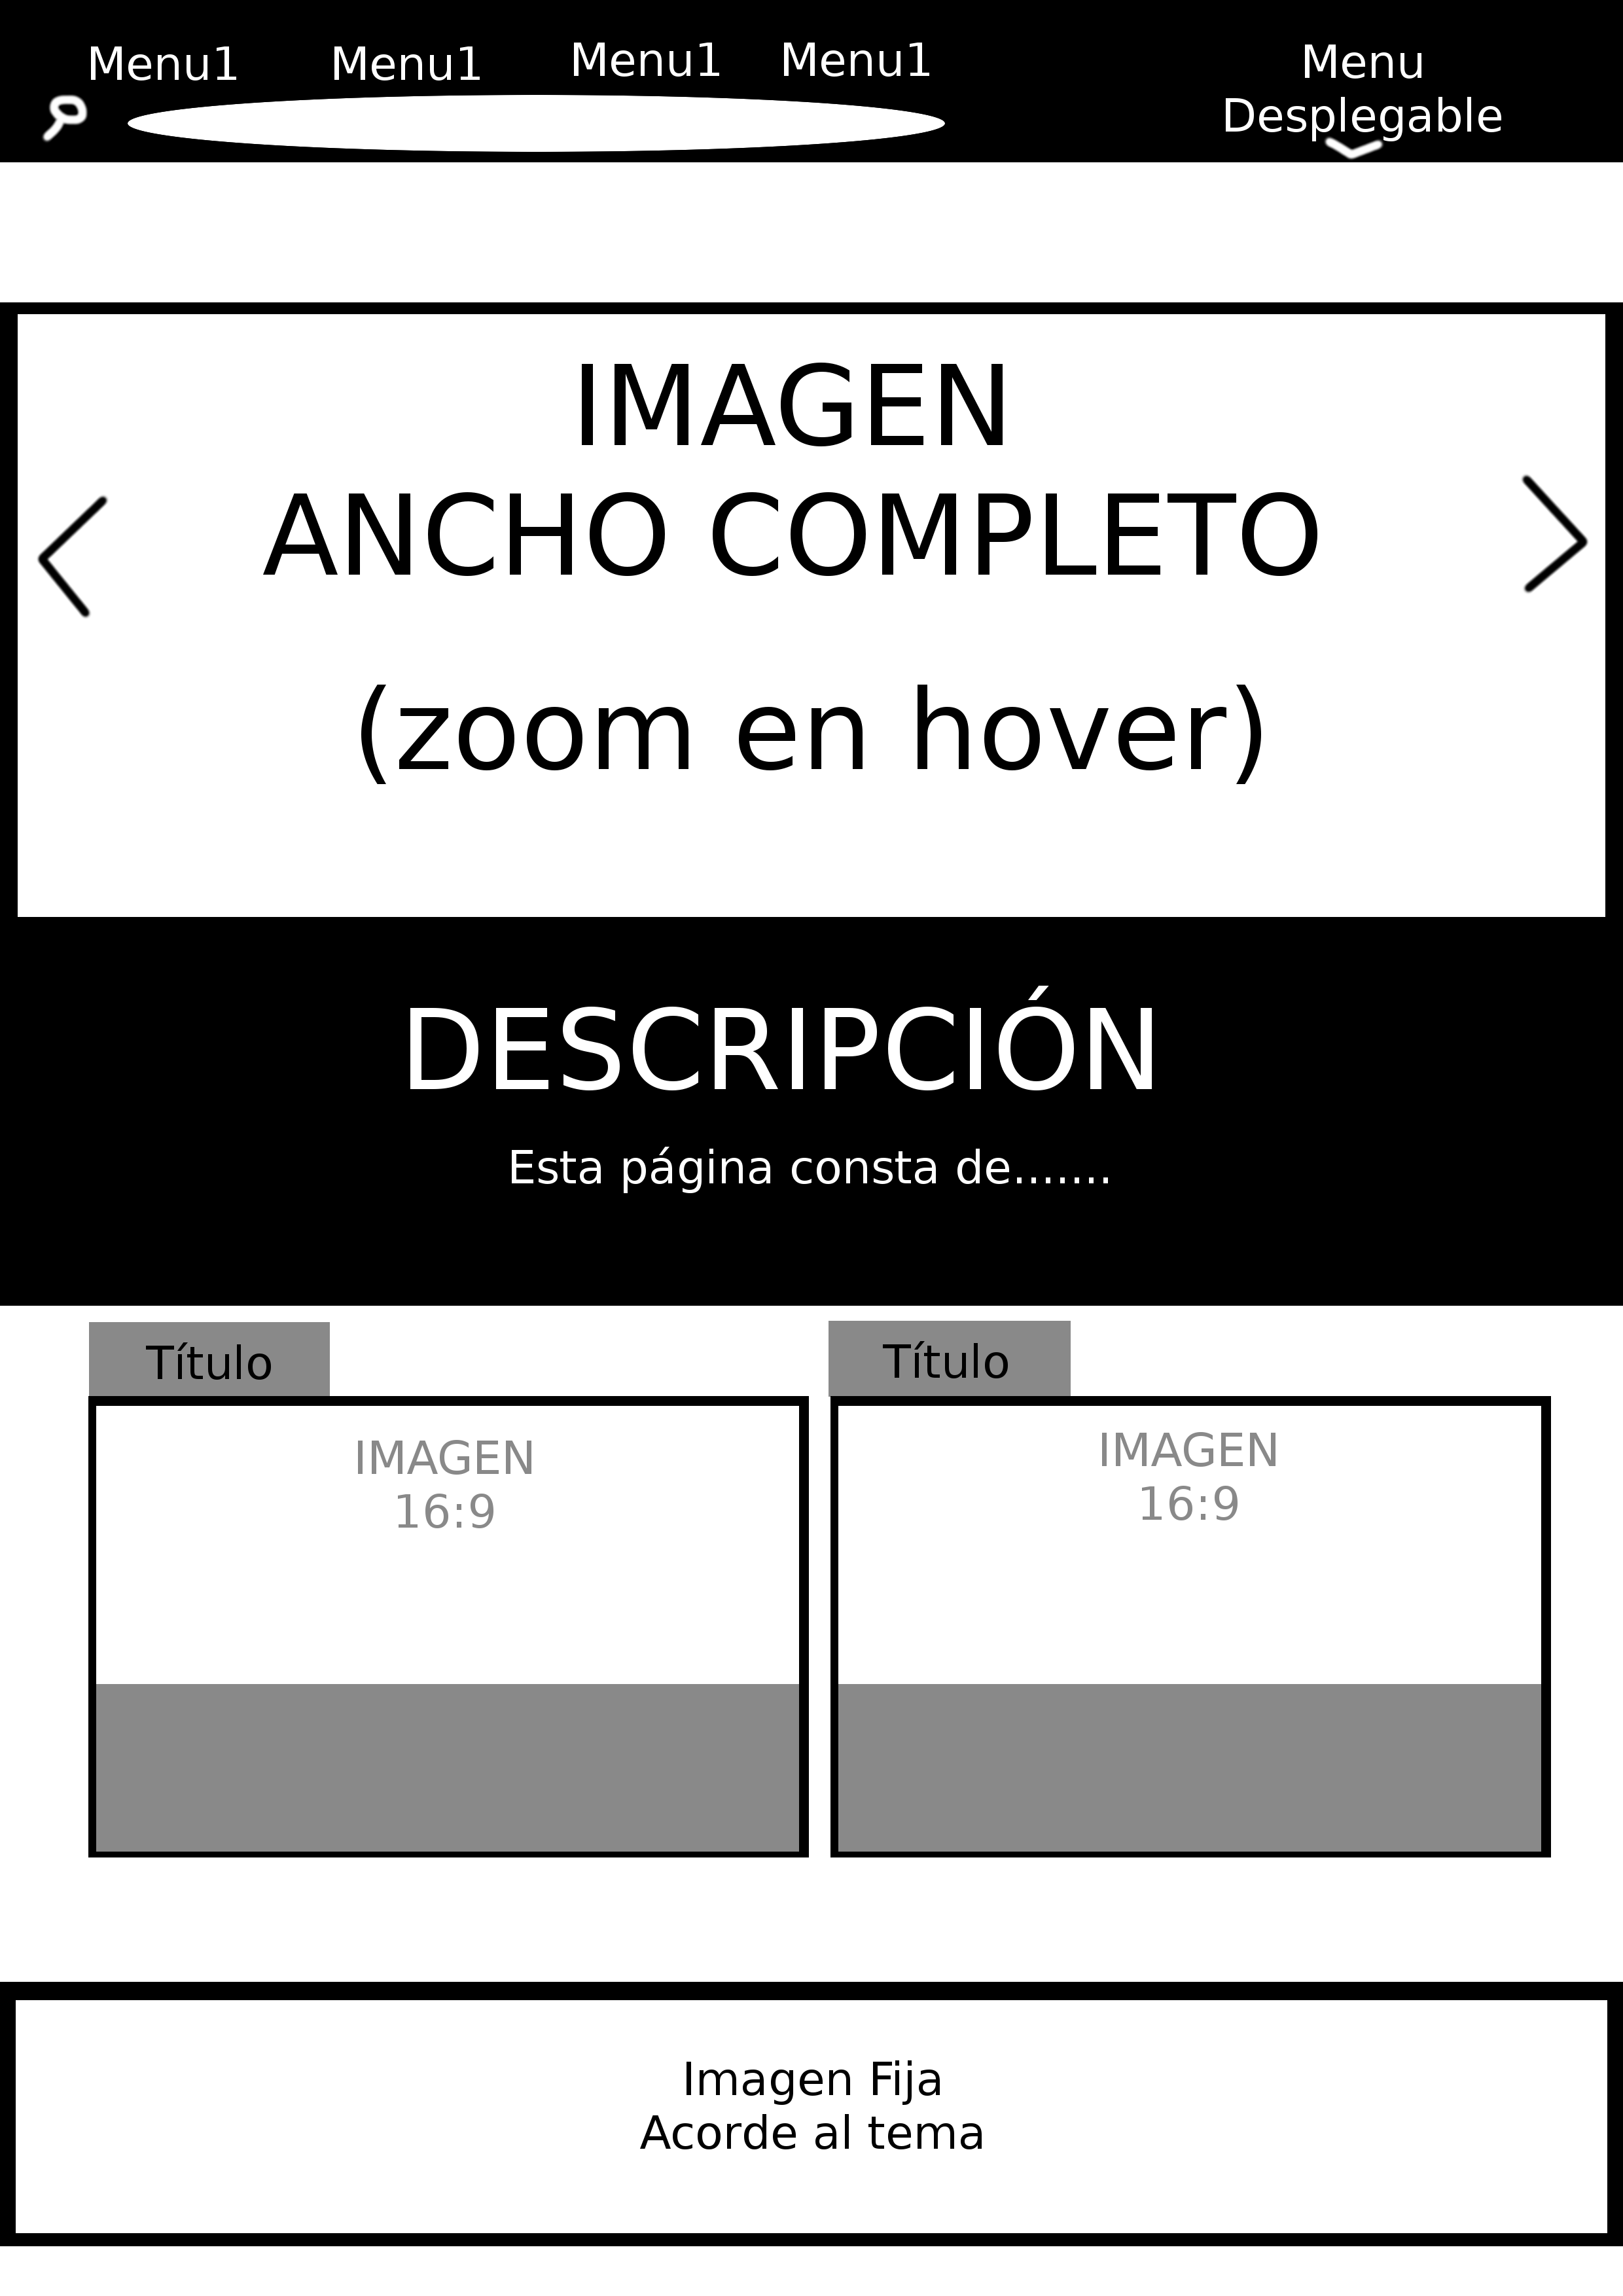 Menu1 Menu1 Menu1 Menu1
Menu
Desplegable
IMAGEN
ANCHO COMPLETO
(zoom en hover)
DESCRIPCIÓN
Esta página consta de.......
Título
IMAGEN
16:9
Título
IMAGEN
16:9
Imagen Fija
Acorde al tema